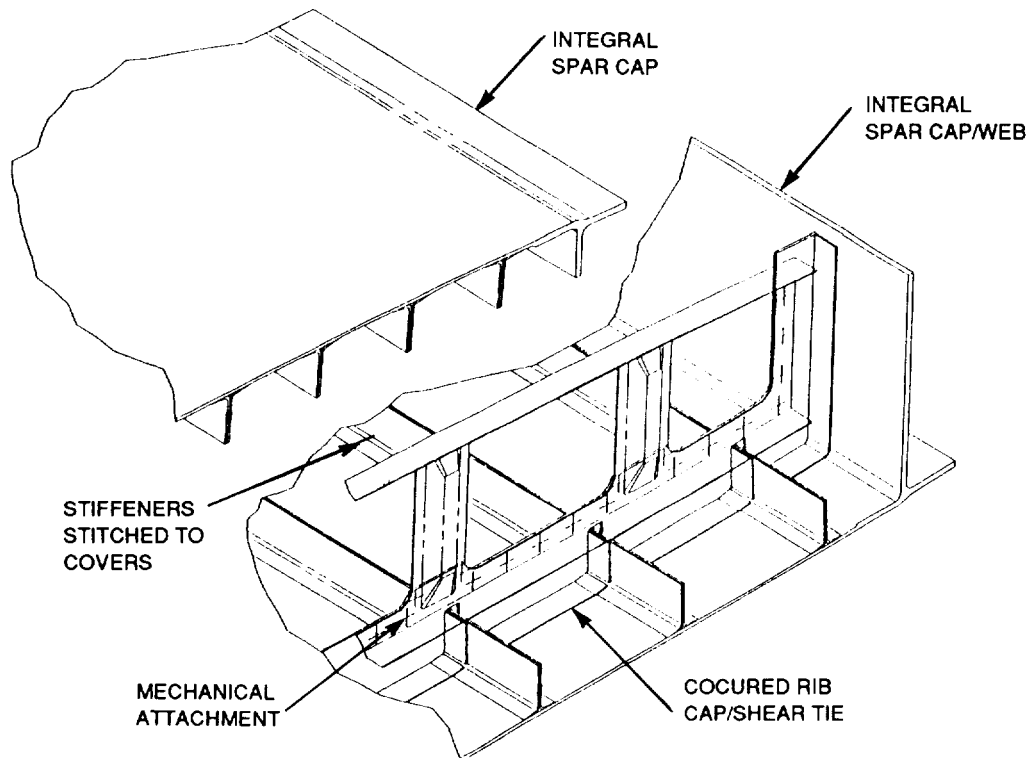 INTEGRAL
SPAR CAP
INTEGRAL
SPAR CAP/WEB
STIFFENERS
STITCHED TO
COVERS
MECHANICAL
ATTACHMENT
COCURED RIB
CAP/SHEAR TIE